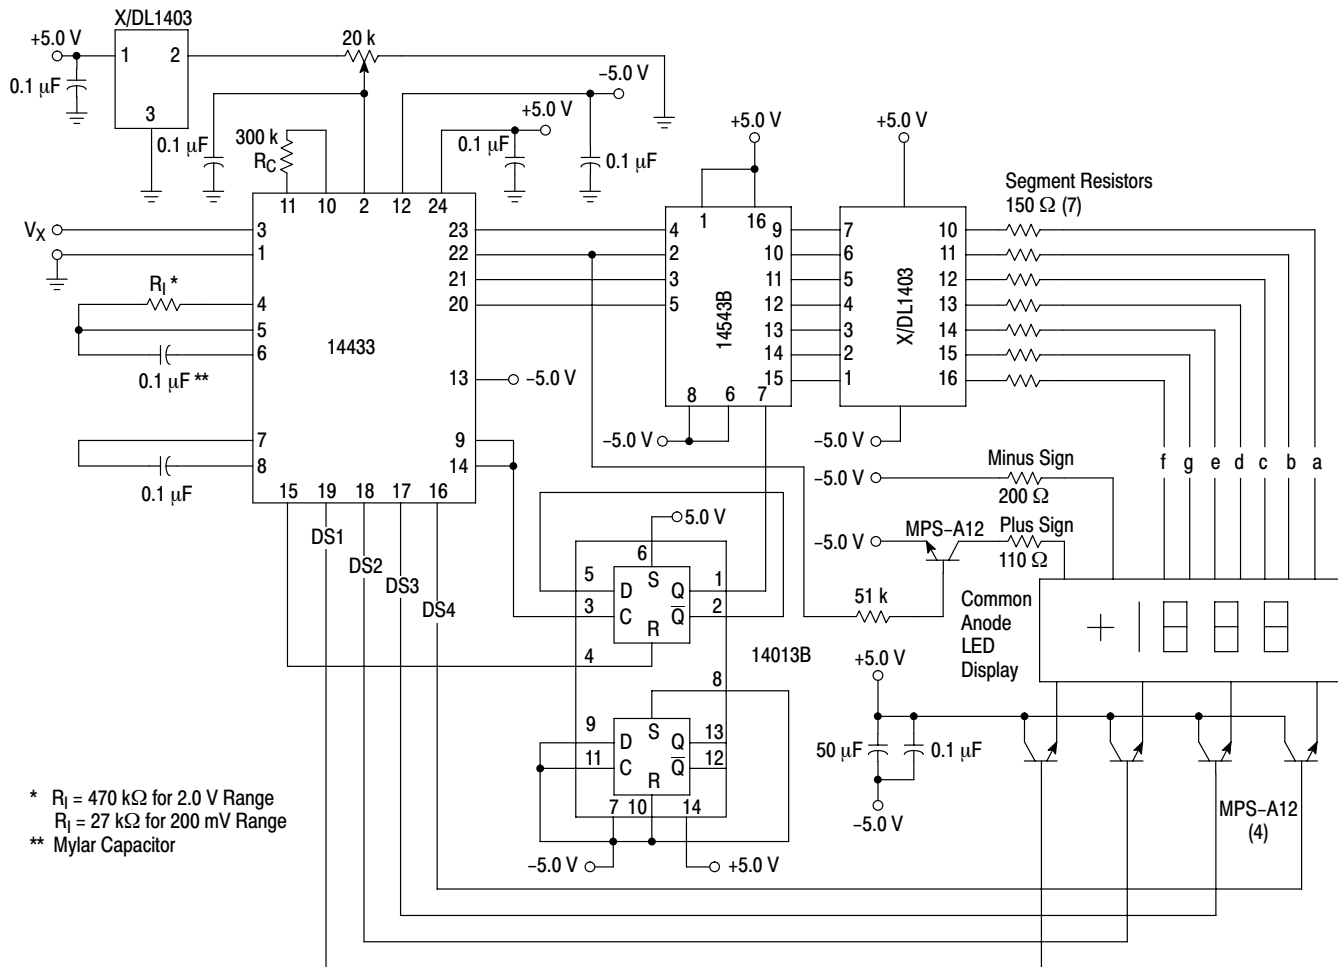 X/DL1403
+5.0 V
1
2
3
0.1 µF
20 k
–5.0 V
+5.0 V
0.1 µF
300 k
RC
0.1 µF
0.1 µF
11
10
2
12
24
VX
3
1
RI *
4
5
6
0.1 µF **
7
8
0.1 µF
14433
23
22
21
20
13
–5.0 V
9
14
15
19
18
17
16
DS1
DS2
DS3
DS4
+5.0 V
1
16
4
2
3
5
14543B
9
10
11
12
13
14
15
8
6
7
–5.0 V
+5.0 V
7
6
5
4
3
2
1
X/DL1403
10
11
12
13
14
15
16
–5.0 V
Segment Resistors
150 Ω (7)
f
g
e
d
c
b
a
–5.0 V
Minus Sign
200 Ω
–5.0 V
MPS–A12
Plus Sign
110 Ω
51 k
5.0 V
6
5
D
S
Q
1
3
C
Q
2
R
4
14013B
8
9
D
S
Q
13
11
C
Q
12
R
7
10
14
–5.0 V
+5.0 V
Common
Anode
LED
Display
+5.0 V
50 µF
0.1 µF
–5.0 V
MPS–A12
(4)
* RI = 470 kΩ for 2.0 V Range
RI = 27 kΩ for 200 mV Range
** Mylar Capacitor